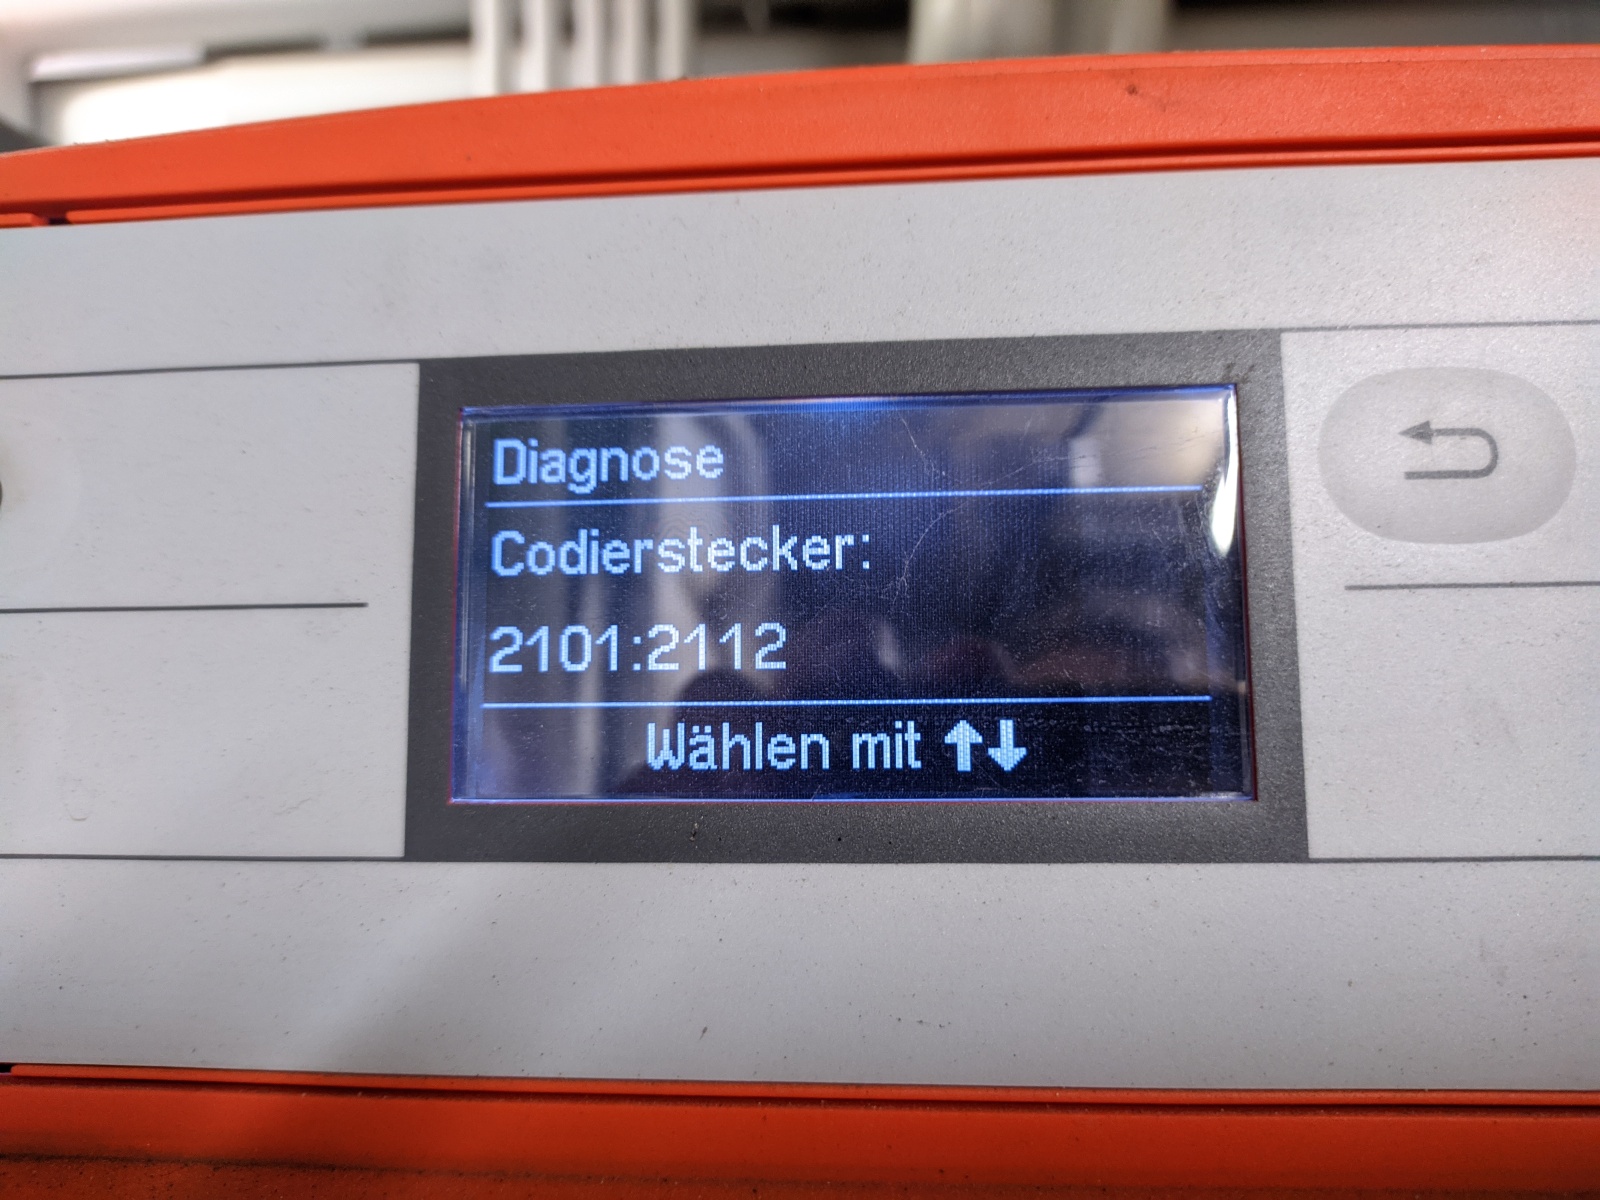 Diagnose
Codierstecker:
2101:2112
Wählen mit ↑↓